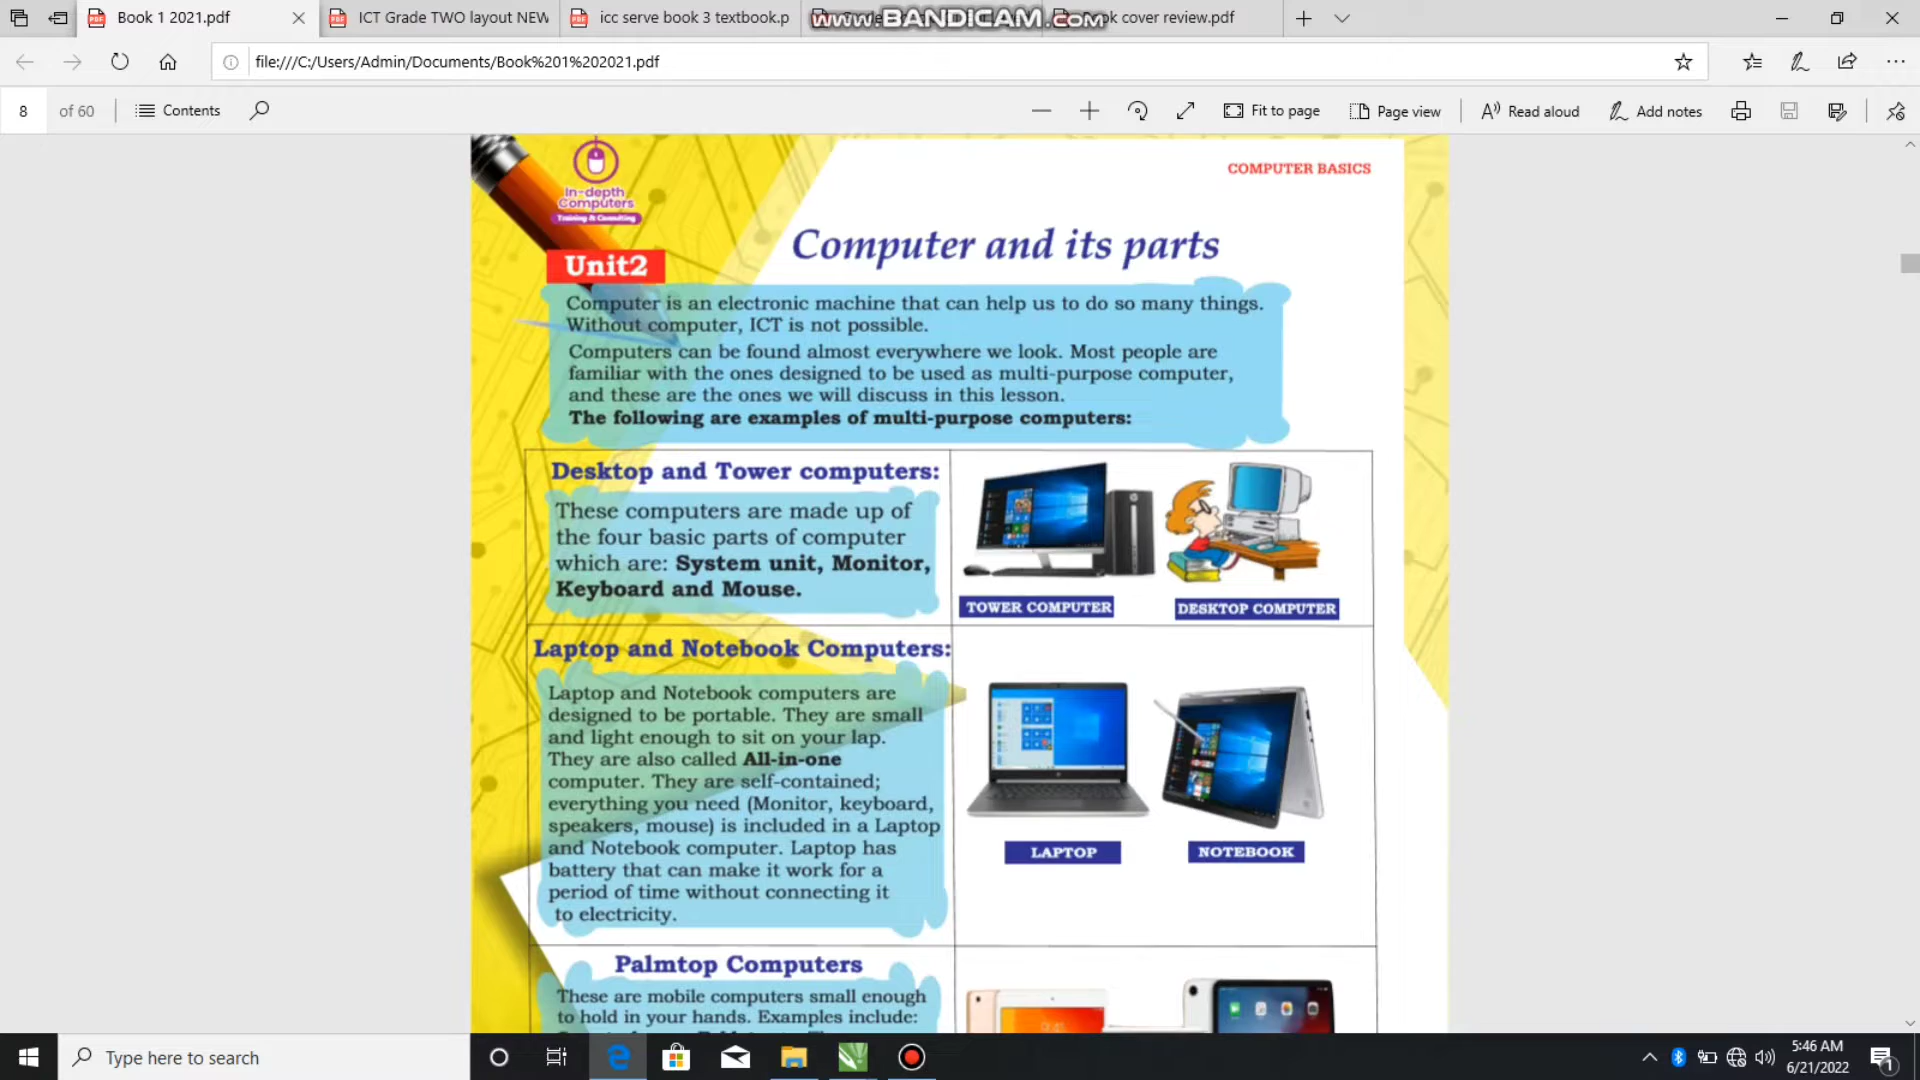 Book 1 2021.pdf
ICT Grade TWO layout NEW
icc serve book 3 textbook.p
www.BANDICAM.com
ok cover review.pdf
file:///C:/Users/Admin/Documents/Book%201%202021.pdf
8 of 60
Contents
Fit to page
Page view
Read aloud
Add notes
In-depth
Computers
Training & Consulting
COMPUTER BASICS
Computer and its parts
Unit2
Computer is an electronic machine that can help us to do so many things.
Without computer, ICT is not possible.
Computers can be found almost everywhere we look. Most people are
familiar with the ones designed to be used as multi-purpose computer,
and these are the ones we will discuss in this lesson.
The following are examples of multi-purpose computers:
Desktop and Tower computers:
These computers are made up of
the four basic parts of computer
which are: System unit, Monitor,
Keyboard and Mouse.
TOWER COMPUTER
DESKTOP COMPUTER
Laptop and Notebook Computers:
Laptop and Notebook computers are
designed to be portable. They are small
and light enough to sit on your lap.
They are also called All-in-one
computer. They are self-contained;
everything you need (Monitor, keyboard,
speakers, mouse) is included in a Laptop
and Notebook computer. Laptop has
battery that can make it work for a
period of time without connecting it
to electricity.
LAPTOP
NOTEBOOK
Palmtop Computers
These are mobile computers small enough
to hold in your hands. Examples include:
Type here to search
5:46 AM
6/21/2022
1